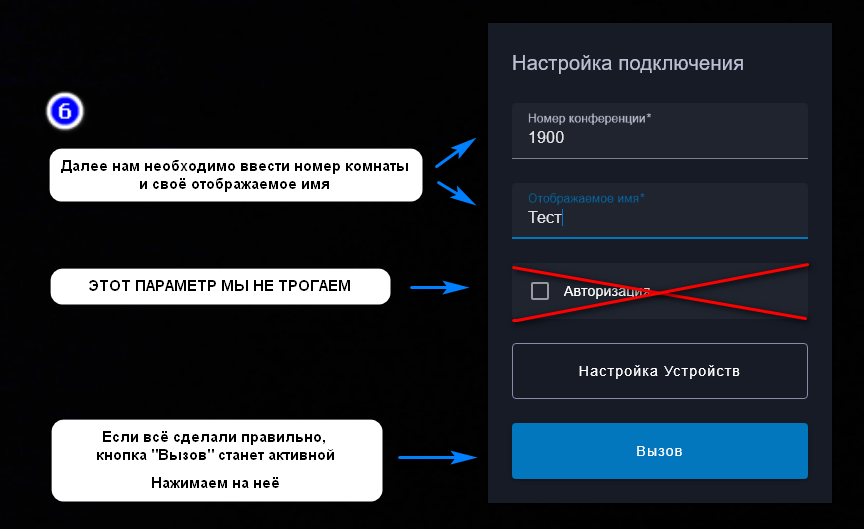 Настройка подключения
6
Номер конференции*
1900
Далее нам необходимо ввести номер комнаты
и своё отображаемое имя
Отображаемое имя*
Тест
ЭТОТ ПАРАМЕТР МЫ НЕ ТРОГАЕМ
Авторизация
Настройка Устройств
Если всё сделали правильно,
кнопка "Вызов" станет активной
Нажимаем на неё
Вызов